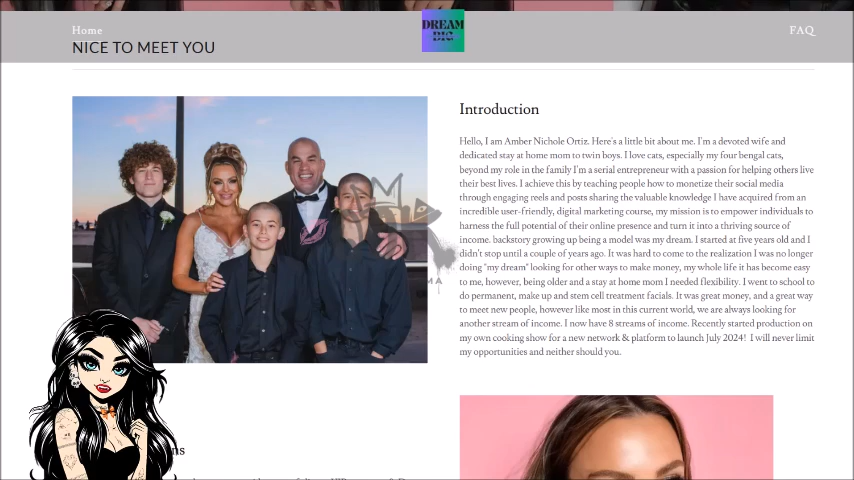 Home
FAQ
NICE TO MEET YOU
DREAM
Introduction
Hello, I am Amber Nichole Ortiz. Here's a little bit about me. I'm a devoted wife and
dedicated stay at home mom to twin boys. I love cats, especially my four bengal cats,
beyond my role in the family I'm a serial entrepreneur with a passion for helping others live
their best lives. I achieve this by teaching people how to monetize their social media
through engaging reels and posts sharing the valuable knowledge I have acquired from an
incredible user-friendly, digital marketing course, my mission is to empower individuals to
harness the full potential of their online presence and turn it into a thriving source of
income. backstory growing up being a model was my dream. I started at five years old and I
didn't stop until a couple of years ago. It was hard to come to the realization I was no longer
doing "my dream" looking for other ways to make money, my whole life it has become easy
to me, however, being older and a stay at home mom I needed flexibility. I went to school to
do permanent, make up and stem cell treatment facials. It was great money, and a great way
to meet new people, however like most in this current world, we are always looking for
another stream of income. I now have 8 streams of income. Recently started production on
my own cooking show for a new network & platform to launch July 2024! I will never limit
my opportunities and neither should you.